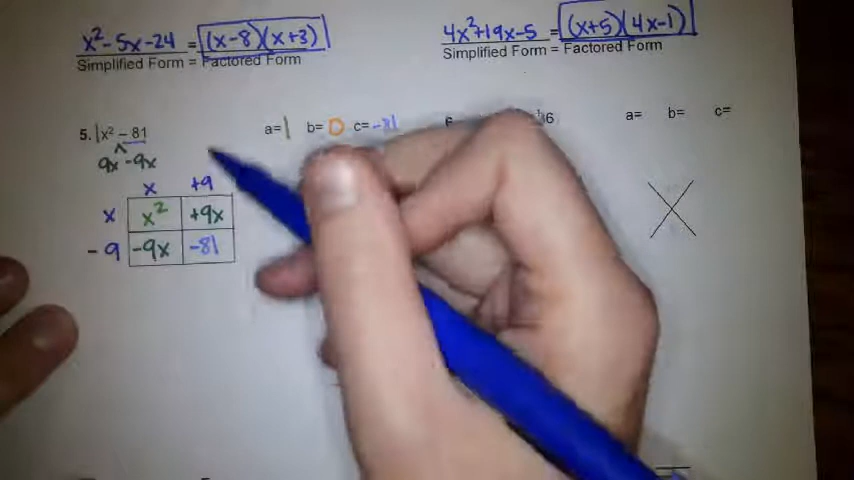 x²-5x-24 = (x-8)(x+3)
Simplified Form = Factored Form
4x²+19x-5 = (x+5)(4x-1)
Simplified Form = Factored Form
5. 1x² - 81
a=1 b=0 c=-81
9x -9x
x +9
x x² +9x
-9 -9x -81
a= b= c=